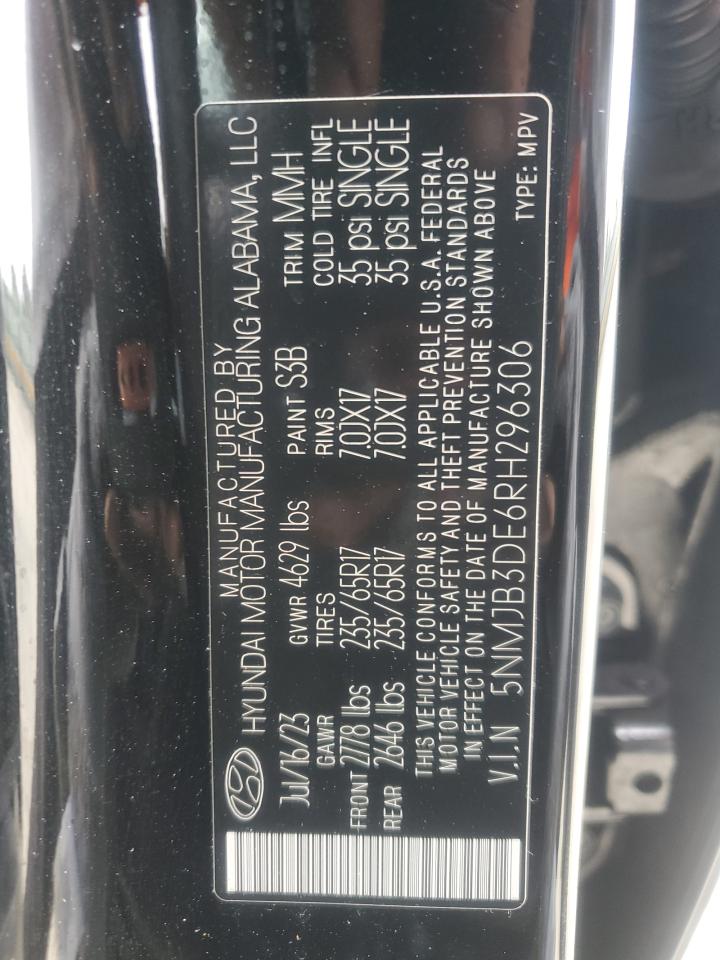 MANUFACTURED BY
HYUNDAI MOTOR MANUFACTURING ALABAMA, LLC
Jul/16/23 GVWR 4629 lbs PAINT S3B TRIM MMH
GAWR TIRES RIMS COLD TIRE INFL
FRONT 2778 lbs 235/65R17 7.0JX17 35 psi SINGLE
REAR 2646 lbs 235/65R17 7.0JX17 35 psi SINGLE
THIS VEHICLE CONFORMS TO ALL APPLICABLE U.S.A. FEDERAL
MOTOR VEHICLE SAFETY AND THEFT PREVENTION STANDARDS
IN EFFECT ON THE DATE OF MANUFACTURE SHOWN ABOVE
V.I.N 5NMJB3DE6RH296306 TYPE: MPV